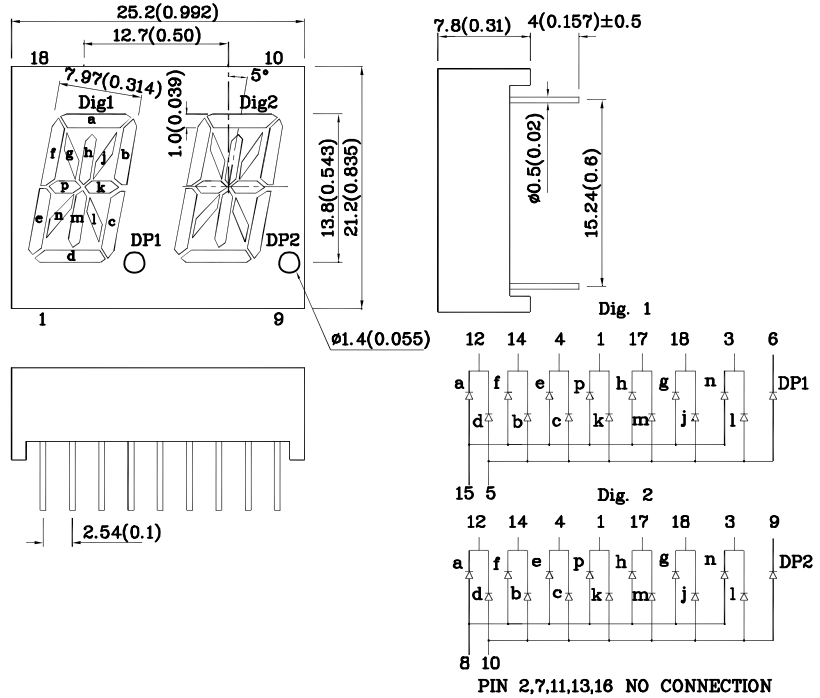 25.2(0.992)
12.7(0.50)
18
10
7.97(0.314)
1.0(0.039)
5°
Dig1
Dig2
a
f
g
h
j
b
p
k
e
n
m
l
c
d
DP1
DP2
13.8(0.543)
21.2(0.835)
1
9
ø1.4(0.055)
7.8(0.31)
4(0.157)±0.5
ø0.5(0.02)
15.24(0.6)
2.54(0.1)
Dig. 1
12 14 4 1 17 18 3 6
a f e p h g n DP1
d b c k m j l
15 5
Dig. 2
12 14 4 1 17 18 3 9
a f e p h g n DP2
d b c k m j l
8 10
PIN 2,7,11,13,16 NO CONNECTION